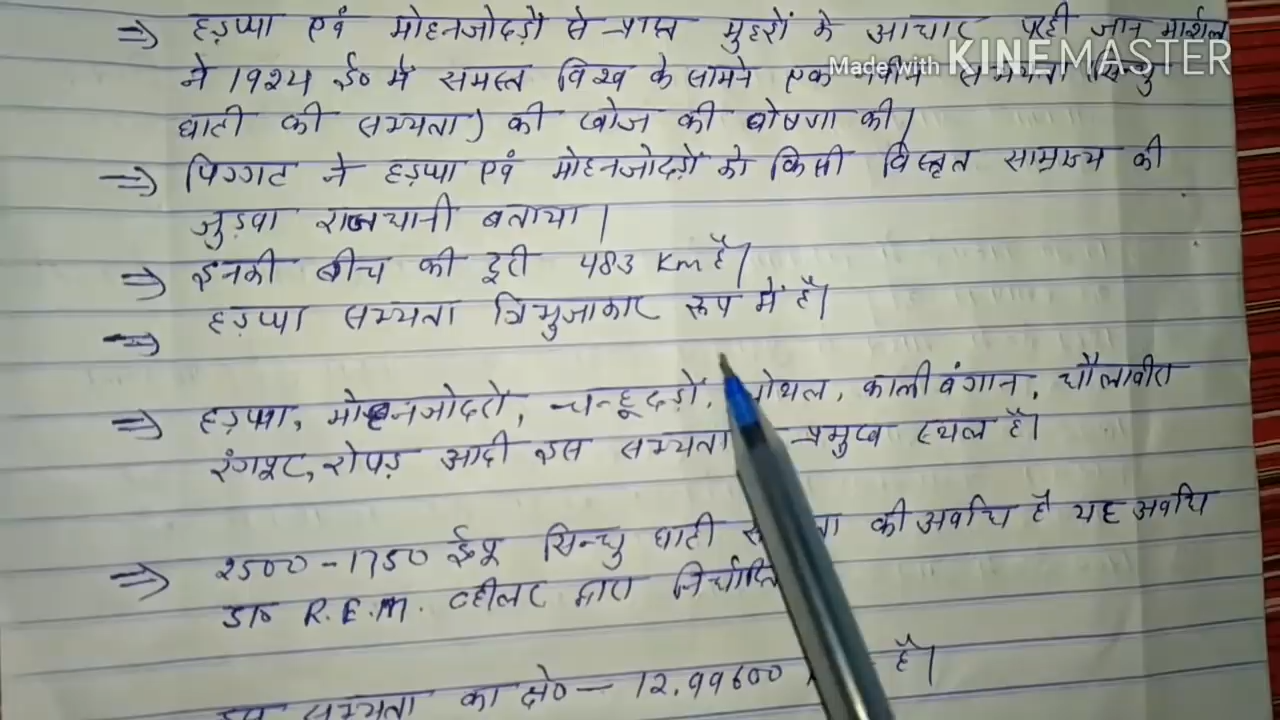 ⇒ हड़प्पा एवं मोहनजोदड़ो से प्राप्त मुहरों के आधार पर ही जान मार्शल
Made with KINEMASTER
ने 1924 ई० में समस्त विश्व के सामने एक नवीन सभ्यता (सिन्धु
घाटी की सभ्यता) की खोज की घोषणा की।
⇒ पिग्गट ने हड़प्पा एवं मोहनजोदड़ों को किसी विस्तृत साम्राज्य की
जुड़वा राजधानी बताया।
⇒ इनकी बीच की दूरी 483 Km है।
⇒ हड़प्पा सभ्यता त्रिभुजाकार रूप में है।
⇒ हड़प्पा, मोहनजोदरो, चन्हूदड़ों, लोथल, कालीबंगान, धौलावीरा
रंगपुर, रोपड़ आदी इस सभ्यता प्रमुख स्थल है।
⇒ 2500-1750 ईपू सिन्धु घाटी की अवधि है यह अवधि
डा० R.E.M. व्हीलर द्वारा निर्धारित
सभ्यता का क्षे० - 12,99600 है।